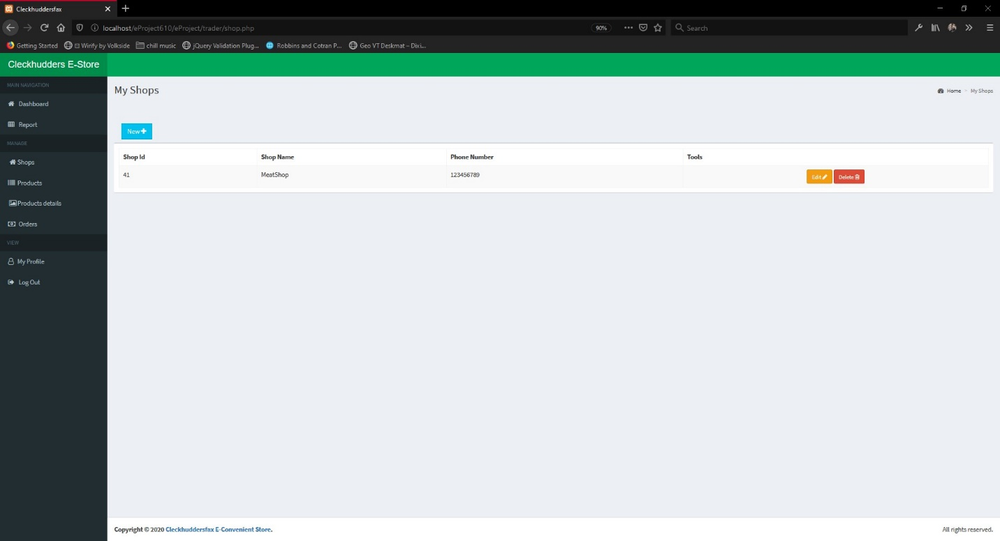 Cleckhuddersfax
localhost/eProject610/eProject/trader/shop.php
90%
Search
Getting Started
Wirify by Volkside
chill music
jQuery Validation Plug...
Robbins and Cotran P...
Geo VT Deskmat – Dixi...
Cleckhudders E-Store
MAIN NAVIGATION
Dashboard
Report
MANAGE
Shops
Products
Products details
Orders
VIEW
My Profile
Log Out
My Shops
Home > My Shops
New
Shop Id Shop Name Phone Number Tools
41 MeatShop 123456789 Edit Delete
Copyright © 2020 Cleckhuddersfax E-Convenient Store.
All rights reserved.